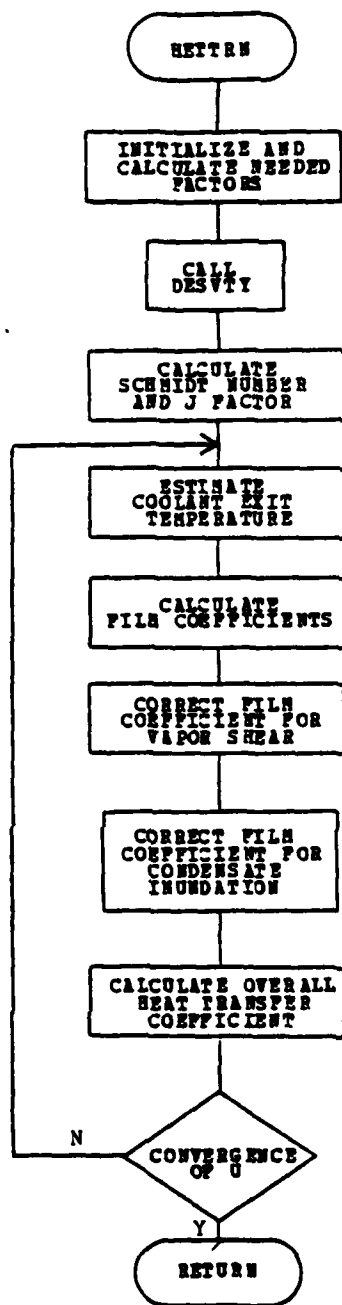 HETTRN
INITIALIZE AND
CALCULATE NEEDED
FACTORS
CALL
DESVTY
CALCULATE
SCHMIDT NUMBER
AND J FACTOR
ESTIMATE
COOLANT EXIT
TEMPERATURE
CALCULATE
FILM COEFFICIENTS
CORRECT FILM
COEFFICIENT FOR
VAPOR SHEAR
CORRECT FILM
COEFFICIENT FOR
CONDENSATE
INUNDATION
CALCULATE OVERALL
HEAT TRANSFER
COEFFICIENT
N
CONVERGENCE
OF U
Y
RETURN